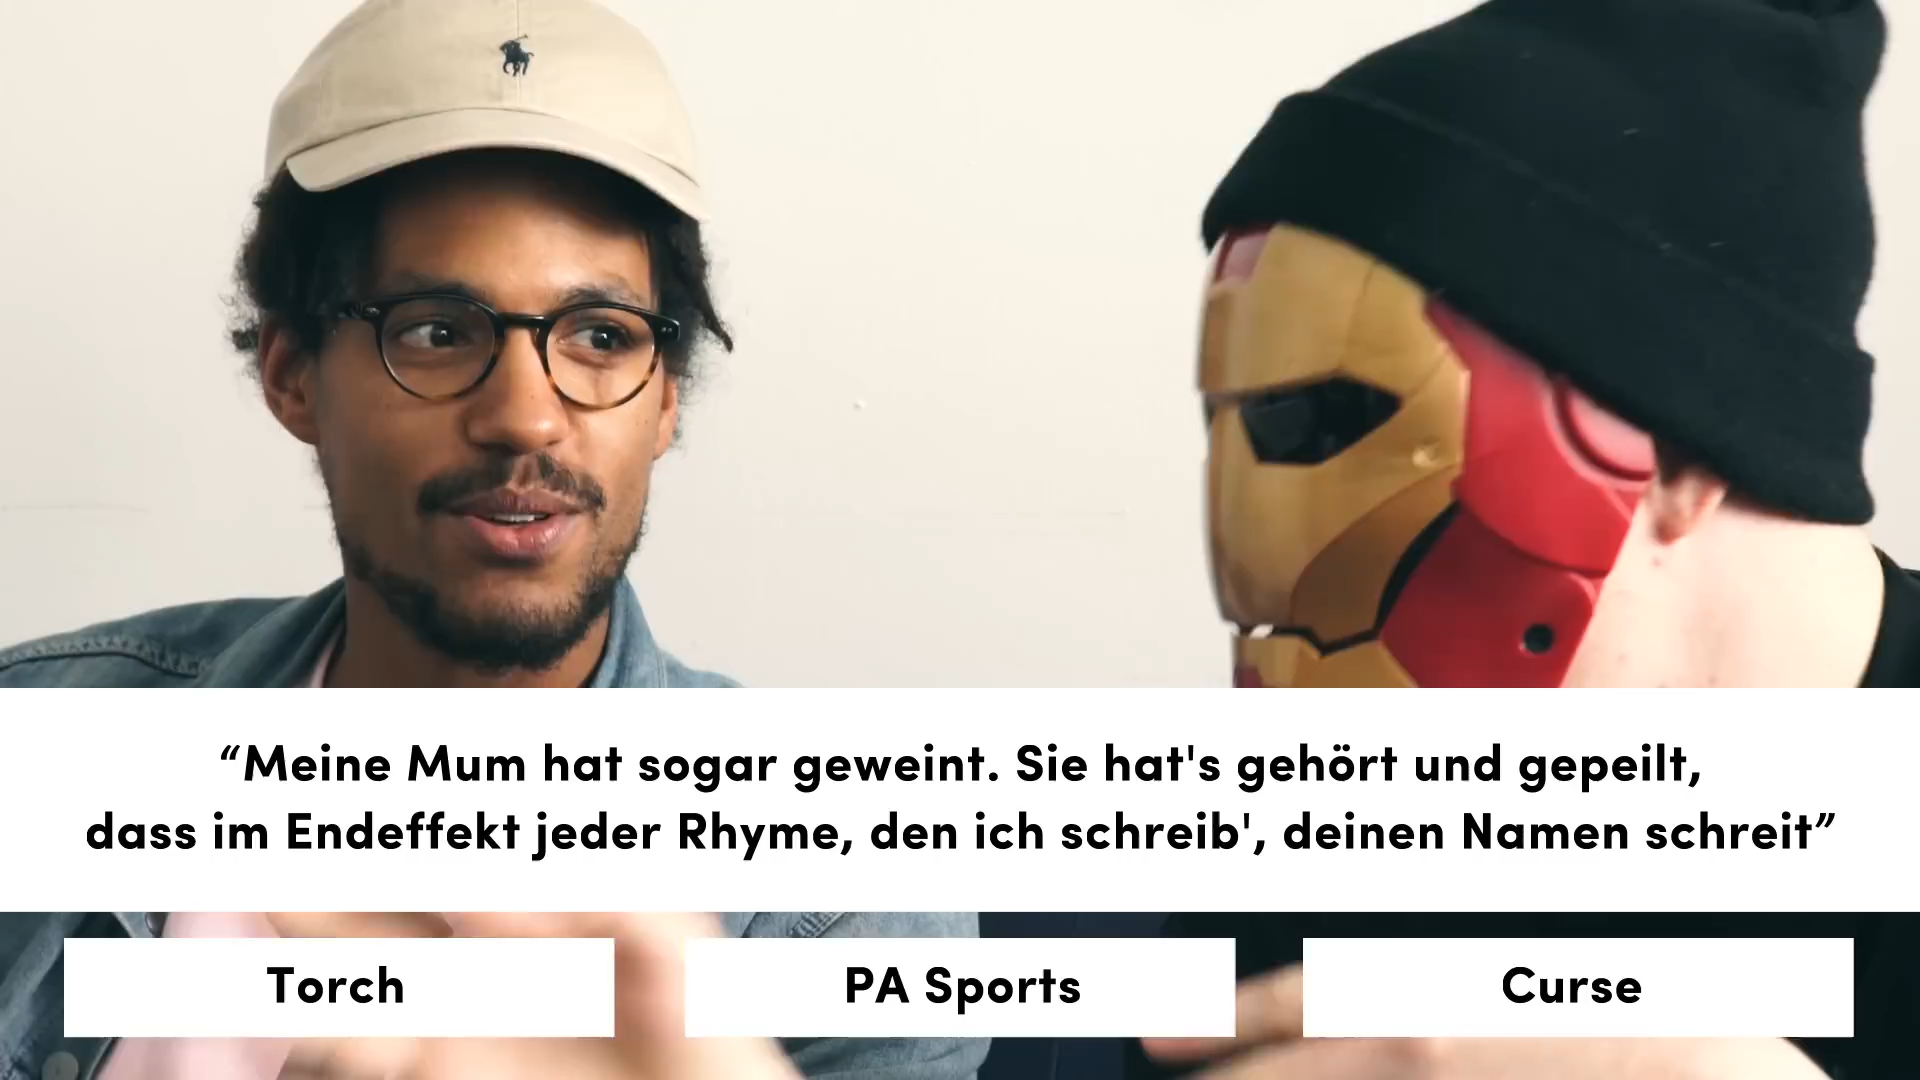 “Meine Mum hat sogar geweint. Sie hat's gehört und gepeilt,
dass im Endeffekt jeder Rhyme, den ich schreib', deinen Namen schreit”
Torch
PA Sports
Curse